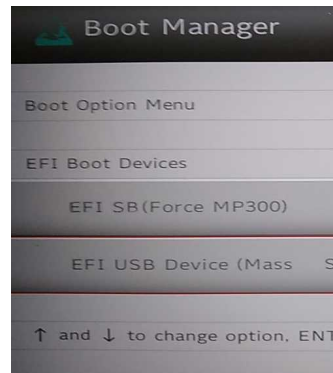 Boot Manager
Boot Option Menu
EFI Boot Devices
EFI SB(Force MP300)
EFI USB Device (Mass S
↑ and ↓ to change option, ENT